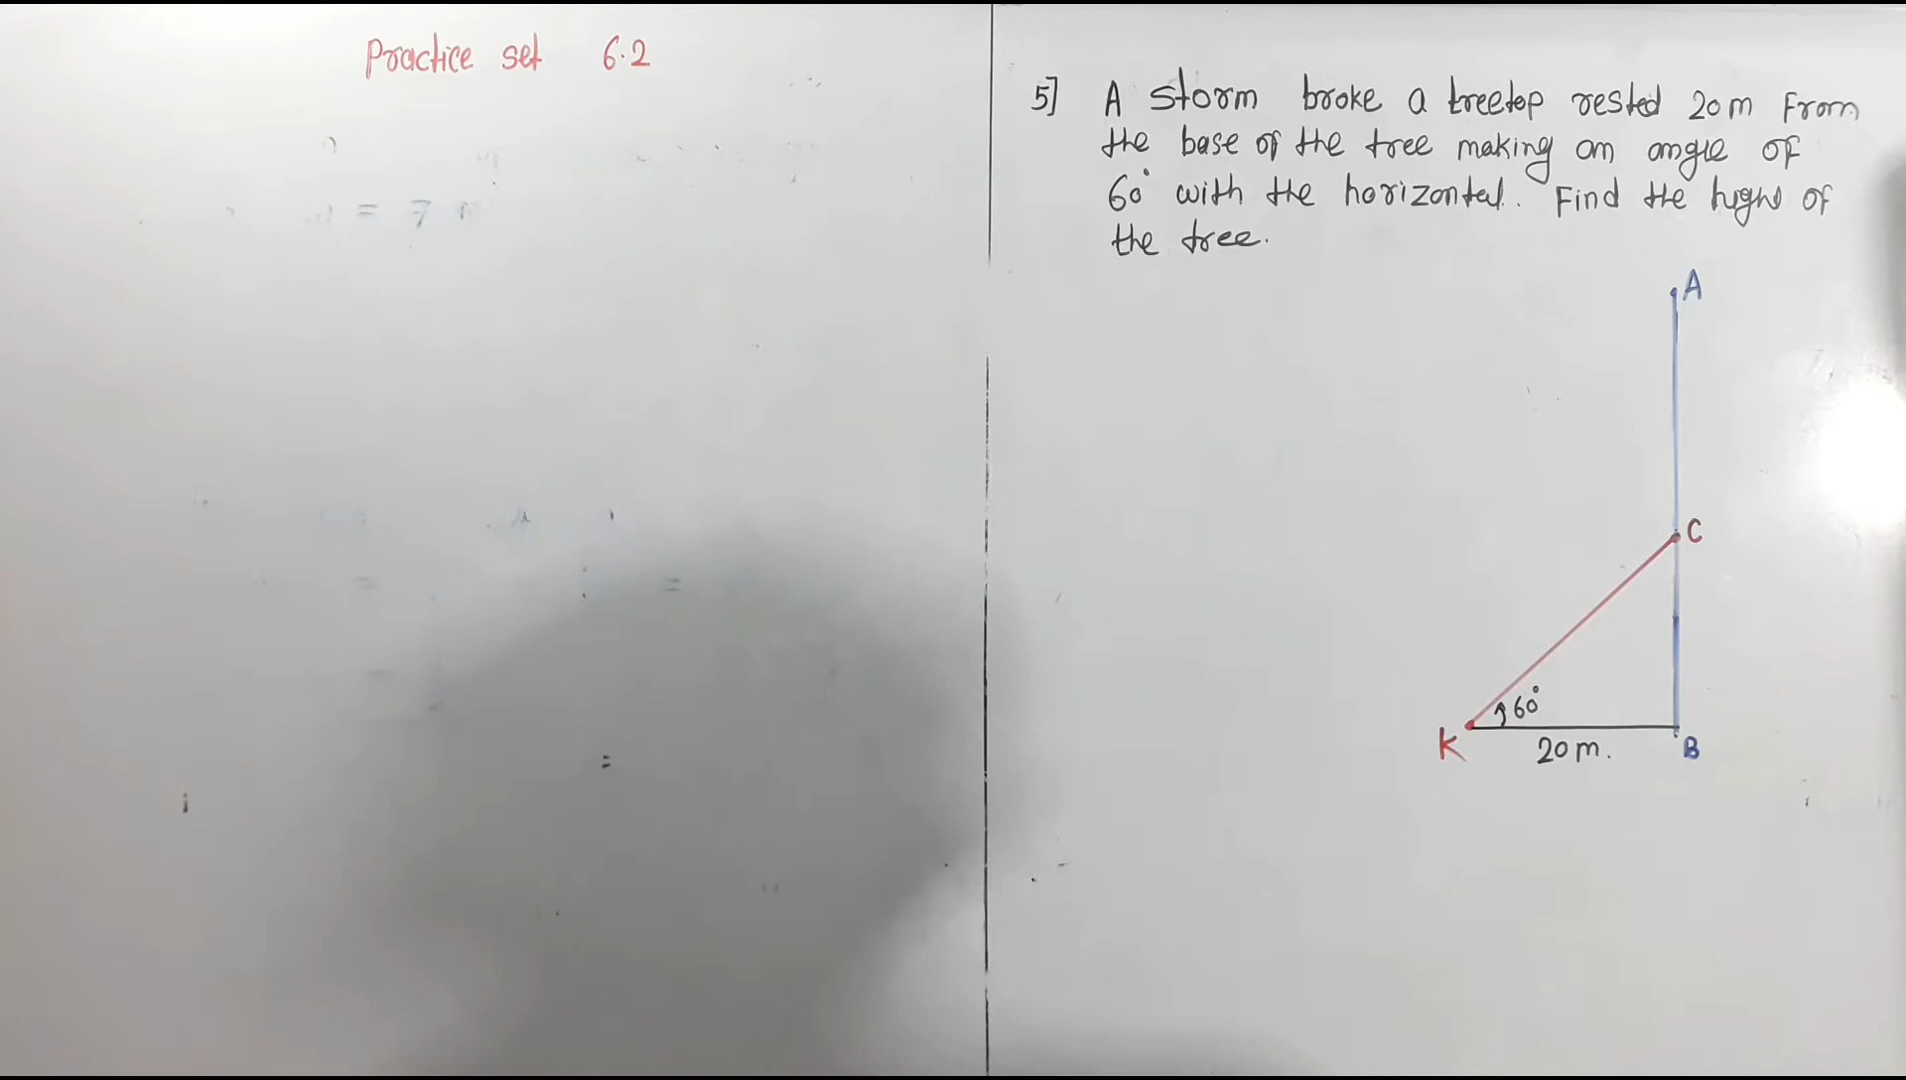 Practice set 6.2
5] A storm broke a treetop rested 20 m From
the base of the tree making an angle of
60° with the horizontal. Find the
of
the tree.
A
C
60°
K
20 m.
B
= 7
=
=
=